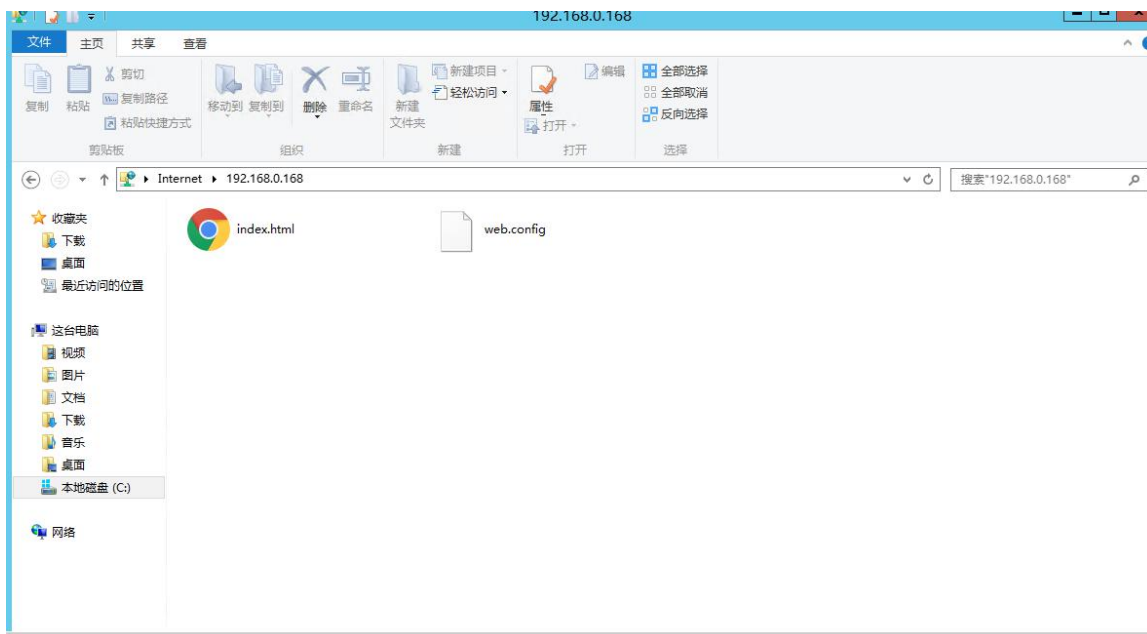 192.168.0.168
文件 主页 共享 查看
复制 粘贴 剪切 复制路径 粘贴快捷方式
移动到 复制到 删除 重命名
新建文件夹 新建项目 轻松访问
属性 打开 编辑
全部选择 全部取消 反向选择
剪贴板 组织 新建 打开 选择
Internet 192.168.0.168 搜索"192.168.0.168"
收藏夹
下载
桌面
最近访问的位置
这台电脑
视频
图片
文档
下载
音乐
桌面
本地磁盘 (C:)
网络
index.html web.config